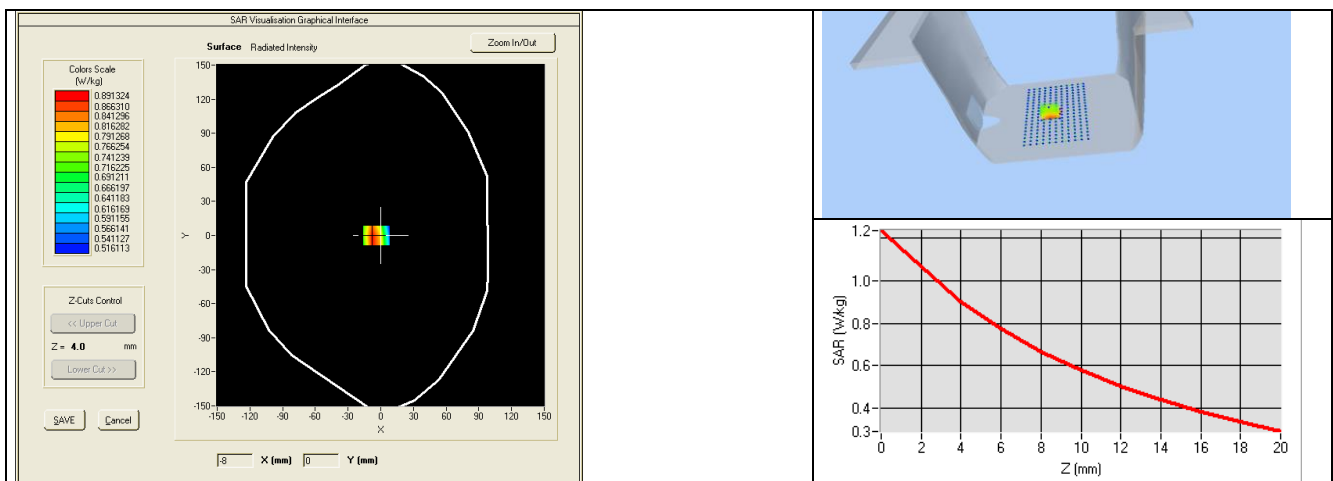 SAR Visualisation Graphical Interface
Surface Radiated Intensity
Zoom In/Out
Colors Scale
(W/kg)
0.891324
0.866310
0.841296
0.816282
0.791268
0.766254
0.741239
0.716225
0.691211
0.666197
0.641183
0.616169
0.591155
0.566141
0.541127
0.516113
Z-Cuts Control
<< Upper Cut
Z = 4.0 mm
Lower Cut >>
SAVE Cancel
150-
120-
90-
60-
30-
0-
-30-
-60-
-90-
-120-
-150-
Y
-150 -120 -90 -60 -30 0 30 60 90 120 150
X
-8 X (mm) 0 Y (mm)
1.2-
1.0-
0.8-
0.6-
0.4-
0.3-
SAR (W/kg)
0 2 4 6 8 10 12 14 16 18 20
Z (mm)